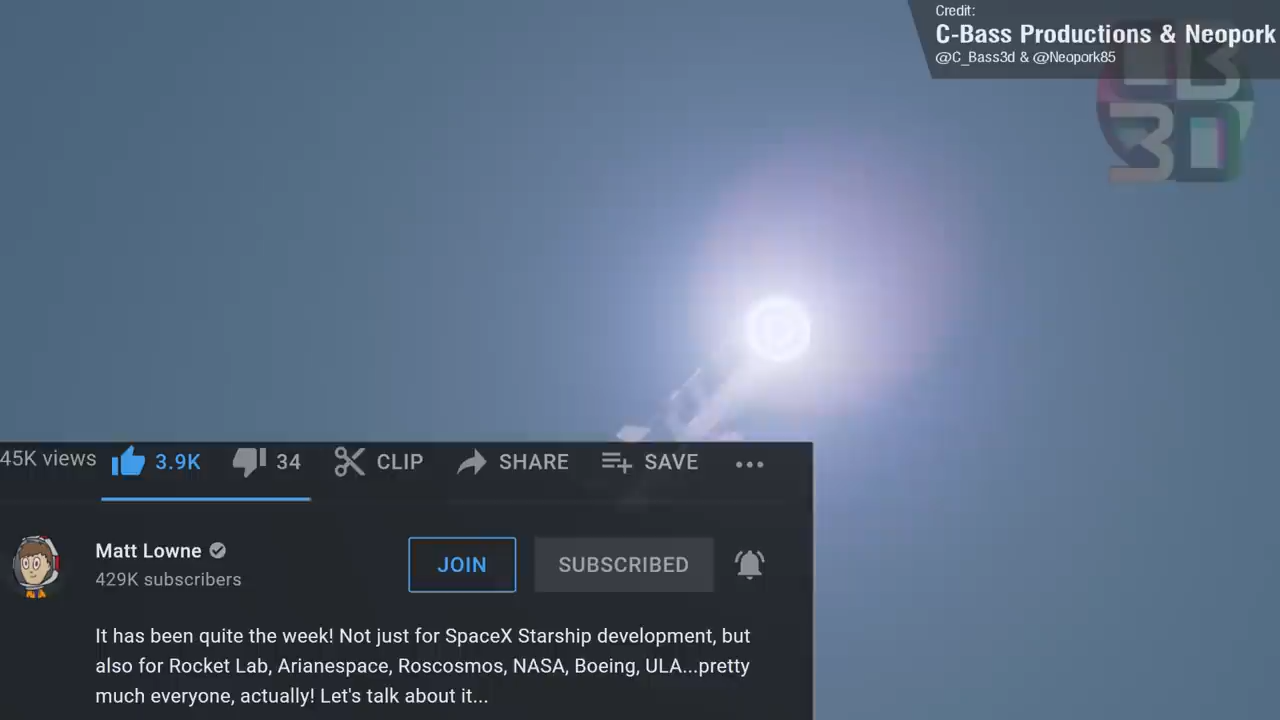 Credit:
C-Bass Productions & Neopork
@C_Bass3d & @Neopork85
CB
3D
45K views 3.9K 34 CLIP SHARE SAVE
Matt Lowne
429K subscribers
JOIN SUBSCRIBED
It has been quite the week! Not just for SpaceX Starship development, but
also for Rocket Lab, Arianespace, Roscosmos, NASA, Boeing, ULA...pretty
much everyone, actually! Let's talk about it...